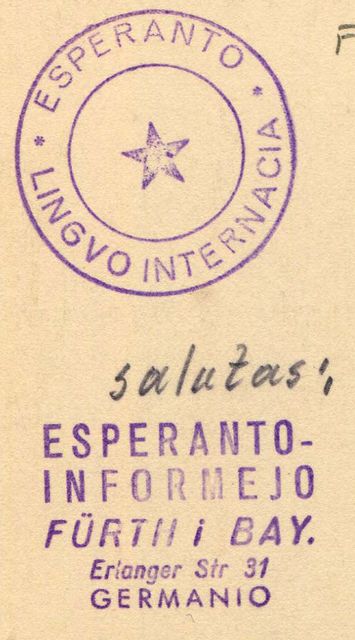 * ESPERANTO *
LINGVO INTERNACIA
salutas:
ESPERANTO-
INFORMEJO
FÜRTH i BAY.
Erlanger Str 31
GERMANIO